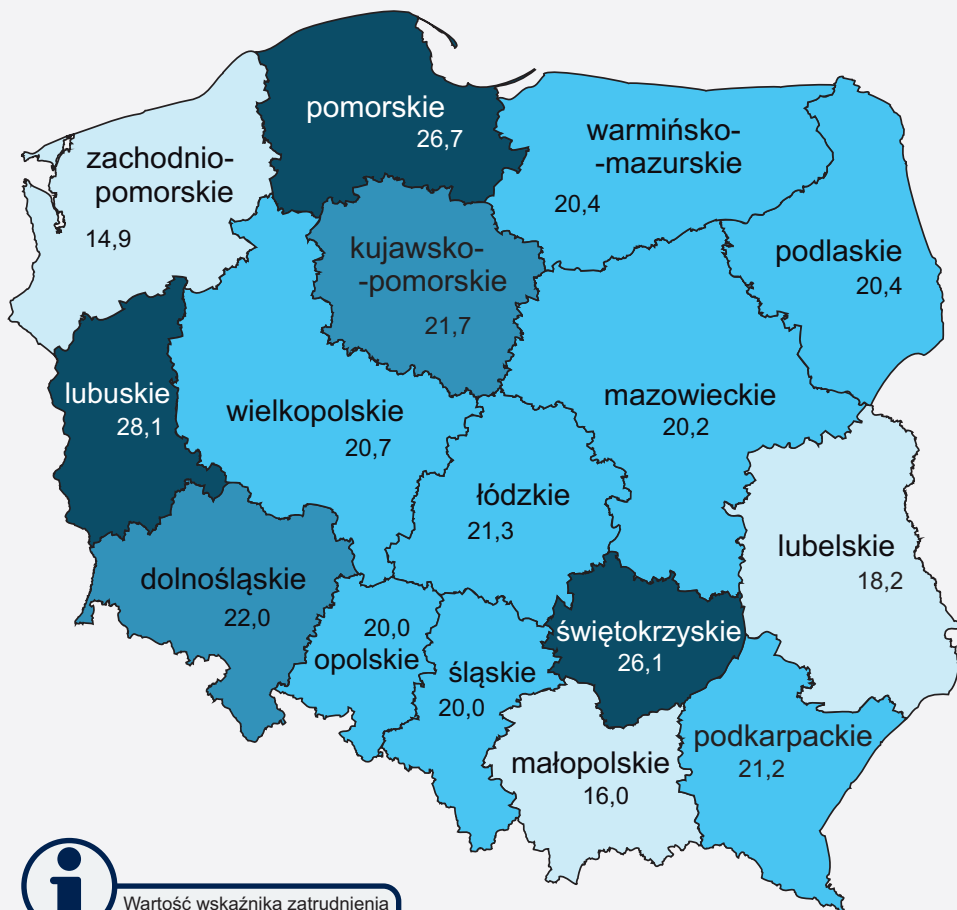 pomorskie
26,7
zachodnio-
pomorskie
14,9
warmińsko-
-mazurskie
20,4
podlaskie
20,4
kujawsko-
-pomorskie
21,7
lubuskie
28,1
wielkopolskie
20,7
mazowieckie
20,2
łódzkie
21,3
lubelskie
18,2
dolnośląskie
22,0
20,0
opolskie
śląskie
20,0
świętokrzyskie
26,1
małopolskie
16,0
podkarpackie
21,2
Wartość wskaźnika zatrudnienia